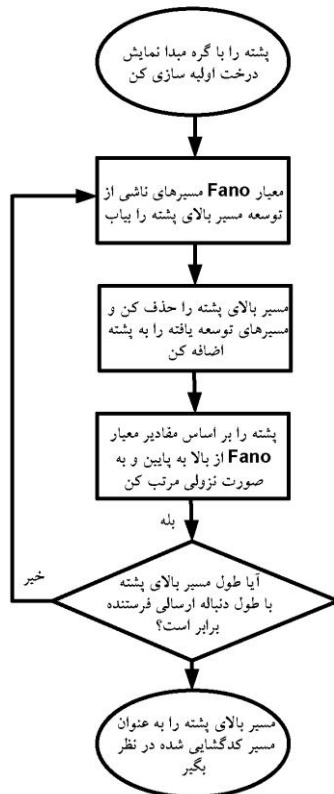 پشته را با گره مبدا نمایش
درخت اولیه سازی کن
معیار Fano مسیرهای ناشی از
توسعه مسیر بالای پشته را بیاب
مسیر بالای پشته را حذف کن و
مسیرهای توسعه یافته را به پشته
اضافه کن
پشته را بر اساس مقادیر معیار
Fano از بالا به پایین و به
صورت نزولی مرتب کن
بله
خیر
آیا طول مسیر بالای پشته
با طول دنباله ارسالی فرستنده
برابر است؟
مسیر بالای پشته را به عنوان
مسیر کدگشایی شده در نظر
بگیر